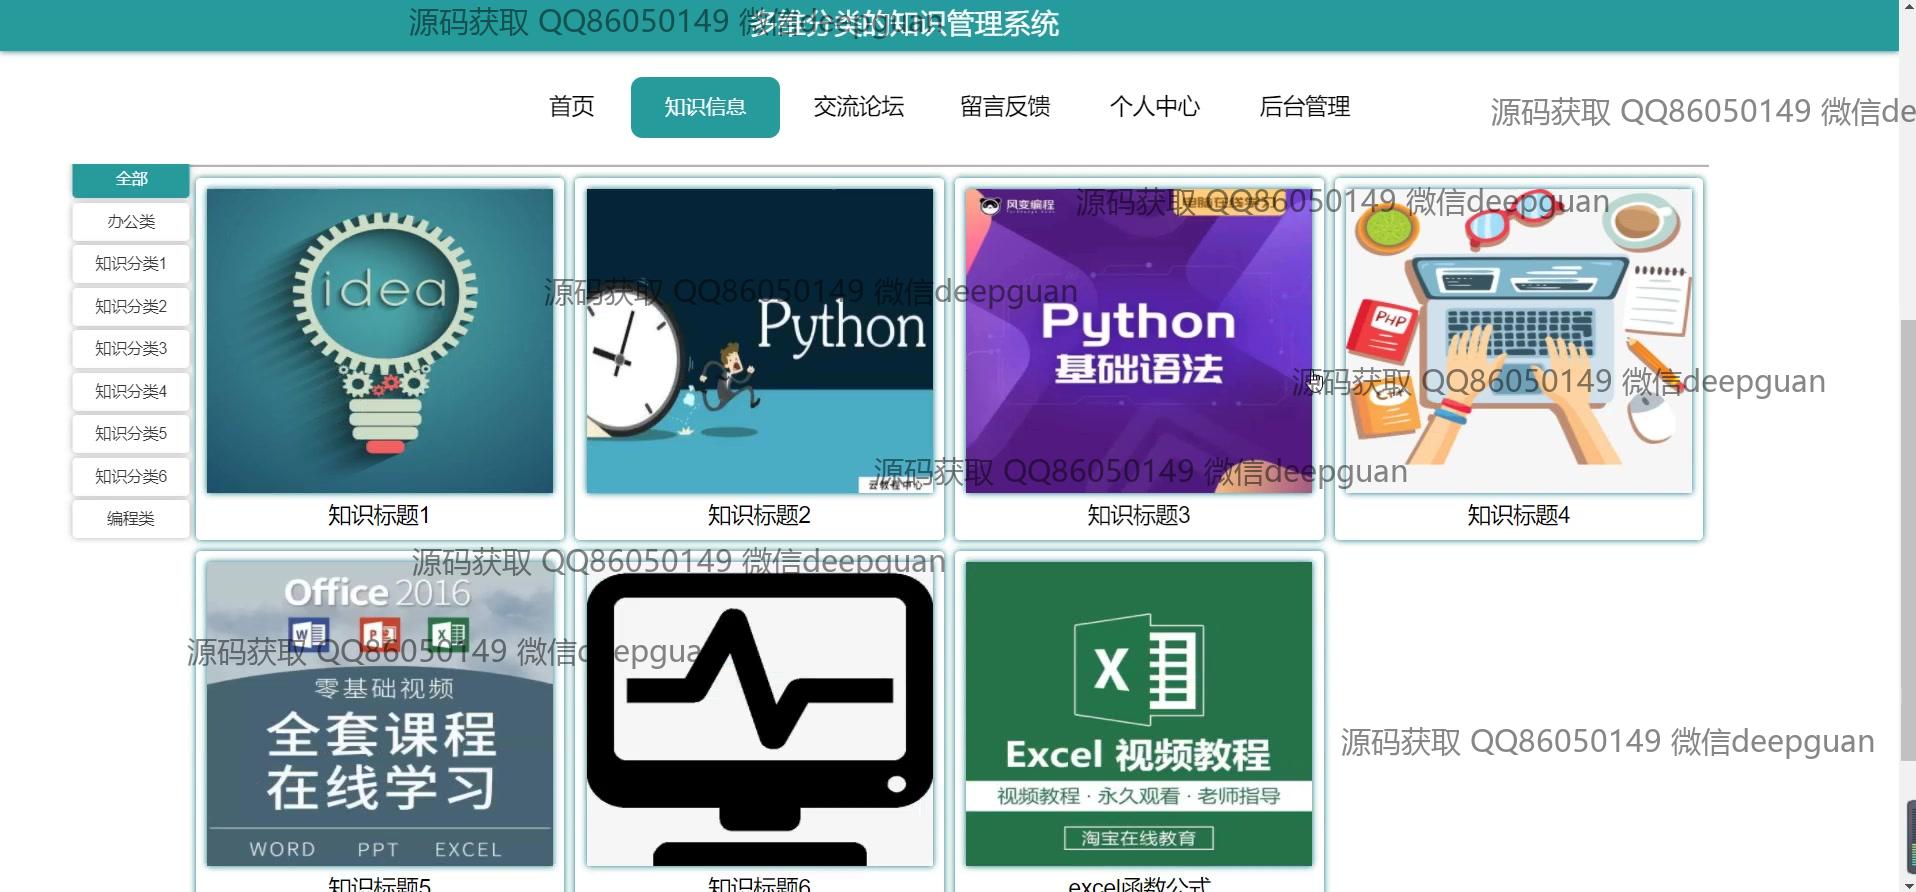 多维分类的知识管理系统
源码获取 QQ86050149 微信deepguan
首页
知识信息
交流论坛
留言反馈
个人中心
后台管理
源码获取 QQ86050149 微信de
全部
办公类
知识分类1
知识分类2
知识分类3
知识分类4
知识分类5
知识分类6
编程类
idea
知识标题1
Python
云教程中心
知识标题2
风变编程
Python
基础语法
知识标题3
PHP
知识标题4
源码获取 QQ86050149 微信deepguan
源码获取 QQ86050149 微信deepguan
源码获取 QQ86050149 微信deepguan
源码获取 QQ86050149 微信deepguan
源码获取 QQ86050149 微信deepguan
Office 2016
零基础视频
全套课程
在线学习
WORD PPT EXCEL
知识标题5
源码获取 QQ86050149 微信deepgua
知识标题6
X
Excel 视频教程
视频教程 · 永久观看 · 老师指导
淘宝在线教育
excel函数公式
源码获取 QQ86050149 微信deepguan